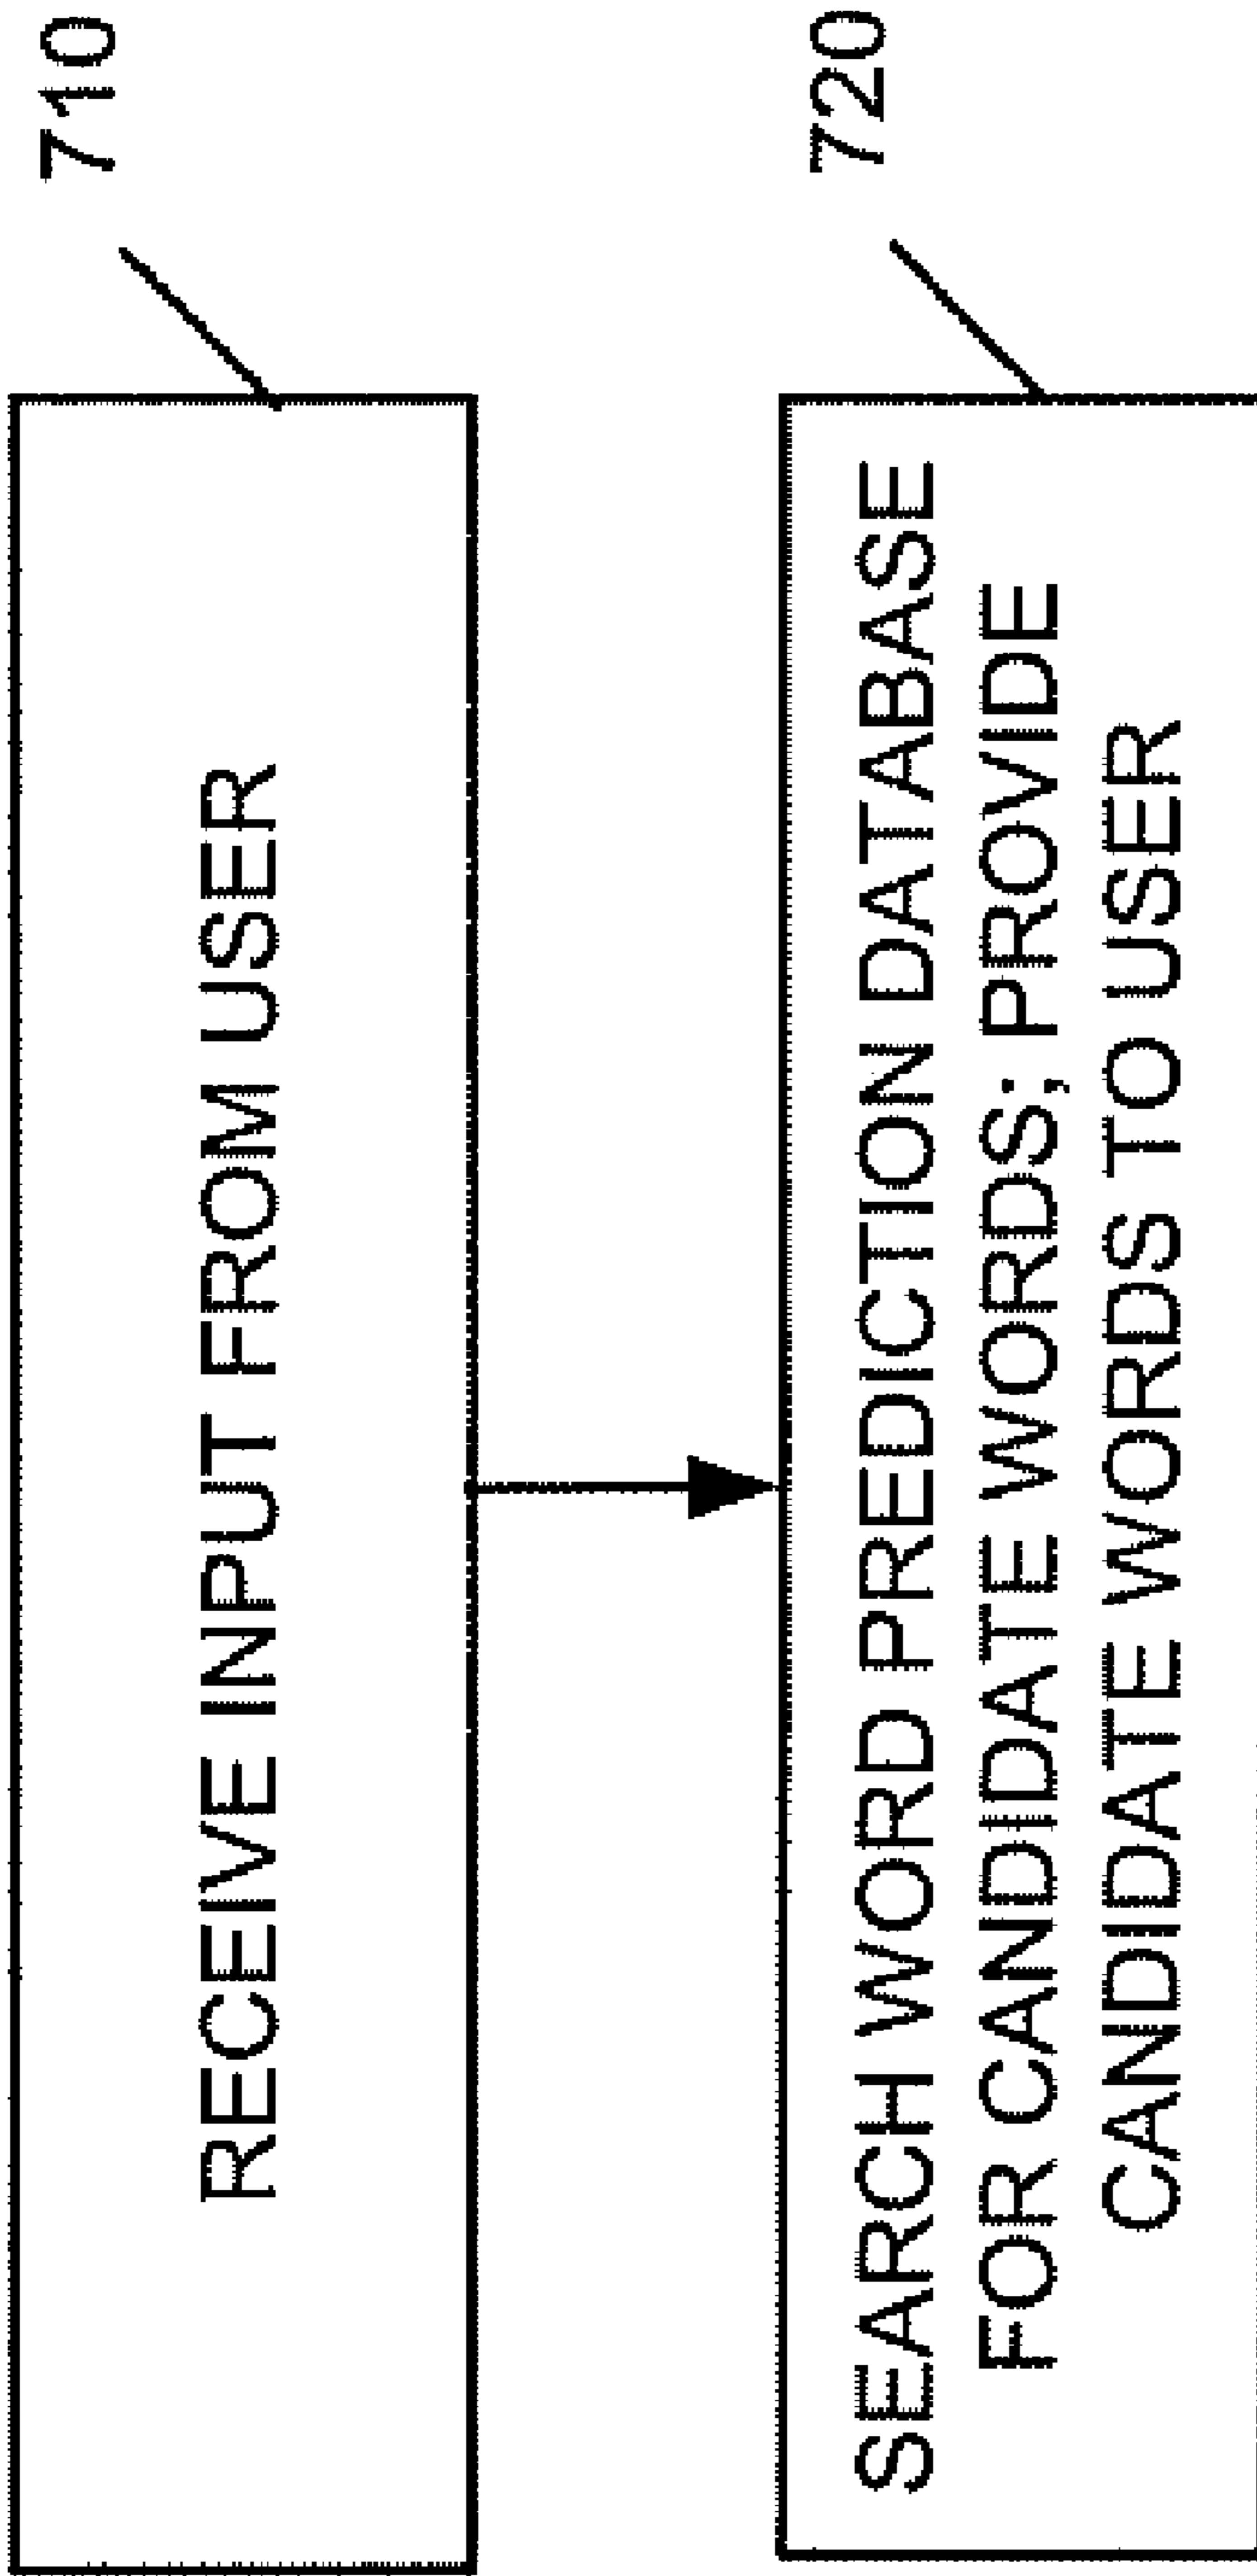 RECEIVE INPUT FROM USER
710
SEARCH WORD PREDICTION DATABASE
FOR CANDIDATE WORDS; PROVIDE
CANDIDATE WORDS TO USER
720